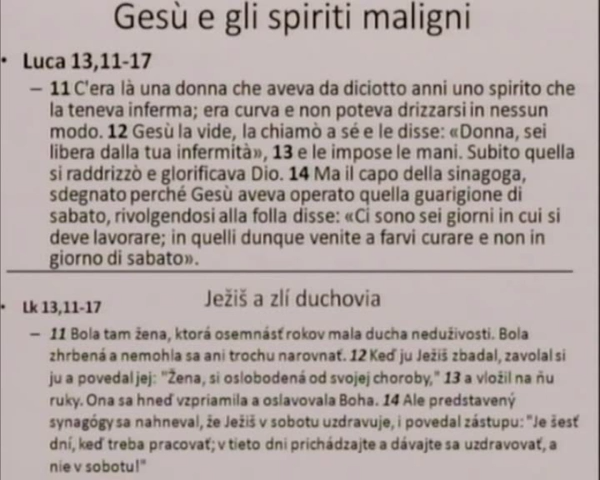 Gesù e gli spiriti maligni
• Luca 13,11-17
– 11 C'era là una donna che aveva da diciotto anni uno spirito che
la teneva inferma; era curva e non poteva drizzarsi in nessun
modo. 12 Gesù la vide, la chiamò a sé e le disse: «Donna, sei
libera dalla tua infermità», 13 e le impose le mani. Subito quella
si raddrizzò e glorificava Dio. 14 Ma il capo della sinagoga,
sdegnato perché Gesù aveva operato quella guarigione di
sabato, rivolgendosi alla folla disse: «Ci sono sei giorni in cui si
deve lavorare; in quelli dunque venite a farvi curare e non in
giorno di sabato».
Ježiš a zlí duchovia
• Lk 13,11-17
– 11 Bola tam žena, ktorá osemnásť rokov mala ducha neduživosti. Bola
zhrbená a nemohla sa ani trochu narovnať. 12 Keď ju Ježiš zbadal, zavolal si
ju a povedal jej: "Žena, si oslobodená od svojej choroby," 13 a vložil na ňu
ruky. Ona sa hneď vzpriamila a oslavovala Boha. 14 Ale predstavený
synagógy sa nahneval, že Ježiš v sobotu uzdravuje, i povedal zástupu: "Je šesť
dní, keď treba pracovať; v tieto dni prichádzajte a dávajte sa uzdravovať, a
nie v sobotu!"